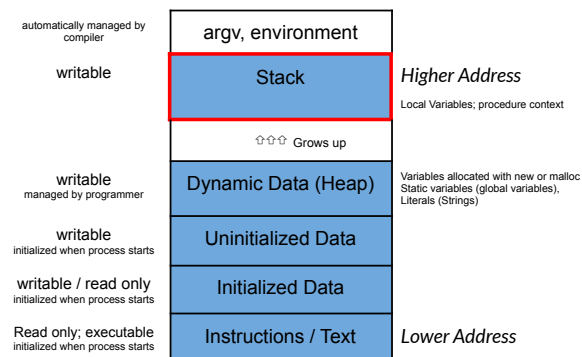 automatically managed by
compiler
argv, environment
writable
Stack
Higher Address
Local Variables; procedure context
⇧⇧⇧ Grows up
writable
managed by programmer
Dynamic Data (Heap)
Variables allocated with new or malloc
Static variables (global variables),
Literals (Strings)
writable
initialized when process starts
Uninitialized Data
writable / read only
initialized when process starts
Initialized Data
Read only; executable
initialized when process starts
Instructions / Text
Lower Address